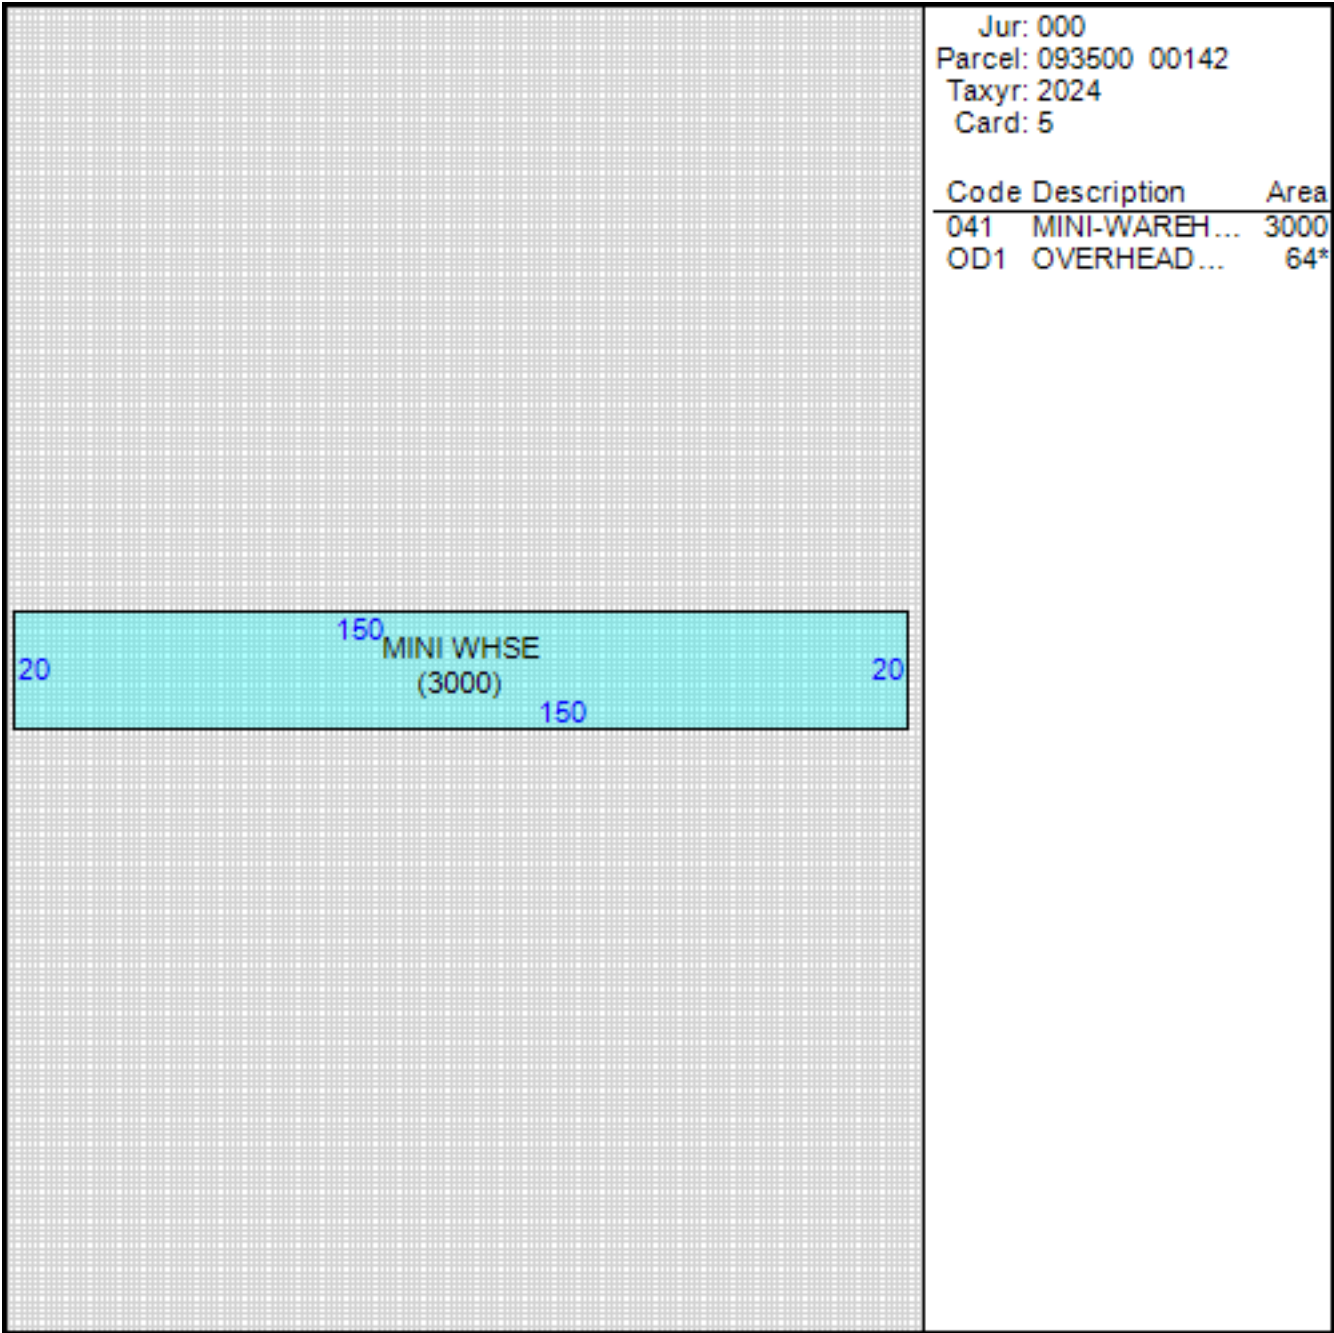 Jur: 000
Parcel: 093500 00142
Taxyr: 2024
Card: 5
Code Description Area
041 MINI-WAREH... 3000
OD1 OVERHEAD... 64*
150
MINI WHSE
20 20
(3000)
150